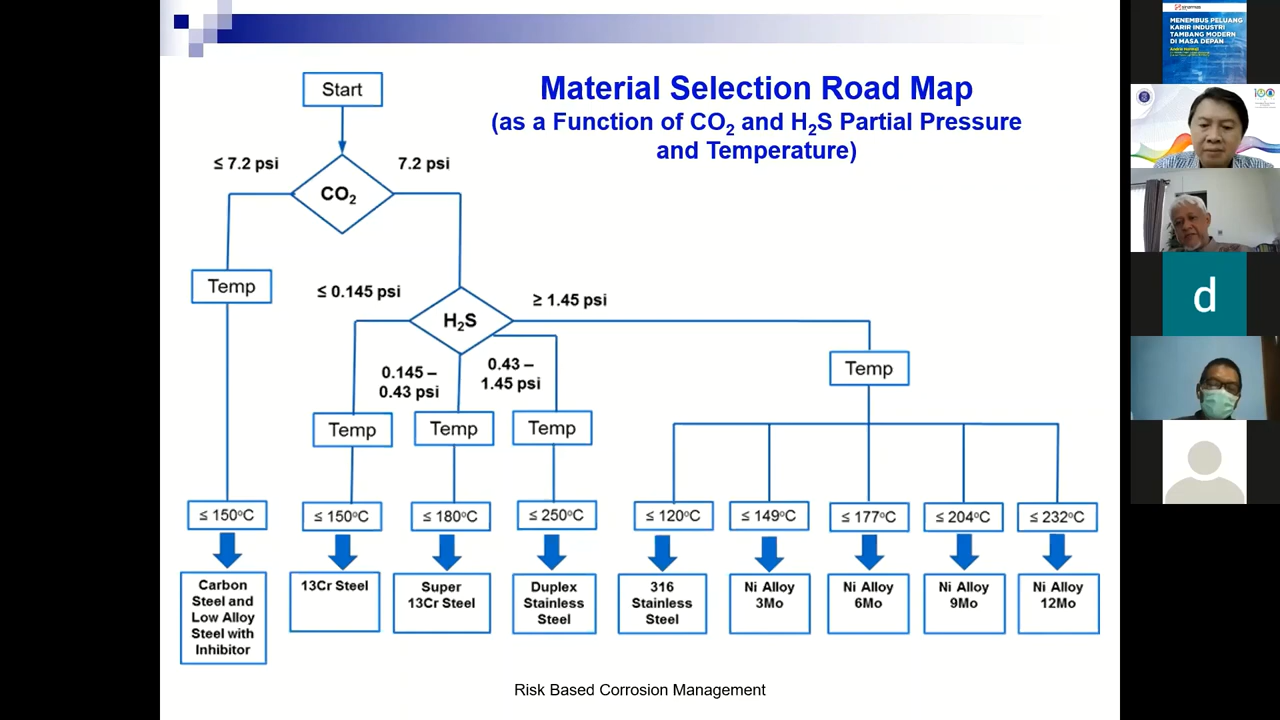 Material Selection Road Map
(as a Function of CO₂ and H₂S Partial Pressure
and Temperature)
Start
≤ 7.2 psi
7.2 psi
CO₂
Temp
≤ 0.145 psi
H₂S
≥ 1.45 psi
0.145 –
0.43 psi
0.43 –
1.45 psi
Temp
Temp
Temp
Temp
≤ 150°C
≤ 150°C
≤ 180°C
≤ 250°C
≤ 120°C
≤ 149°C
≤ 177°C
≤ 204°C
≤ 232°C
Carbon
Steel and
Low Alloy
Steel with
Inhibitor
13Cr Steel
Super
13Cr Steel
Duplex
Stainless
Steel
316
Stainless
Steel
Ni Alloy
3Mo
Ni Alloy
6Mo
Ni Alloy
9Mo
Ni Alloy
12Mo
Risk Based Corrosion Management
sinarmas
MENEMBUS PELUANG
KARIR INDUSTRI
TAMBANG MODERN
DI MASA DEPAN
100
d